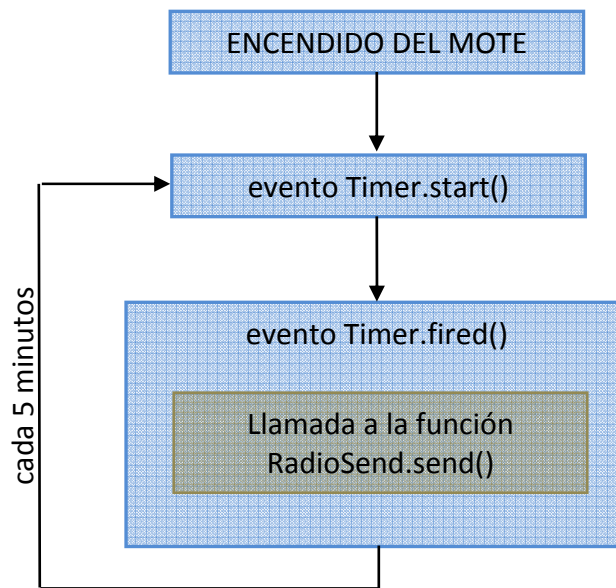 ENCENDIDO DEL MOTE
evento Timer.start()
evento Timer.fired()
Llamada a la función
RadioSend.send()
cada 5 minutos